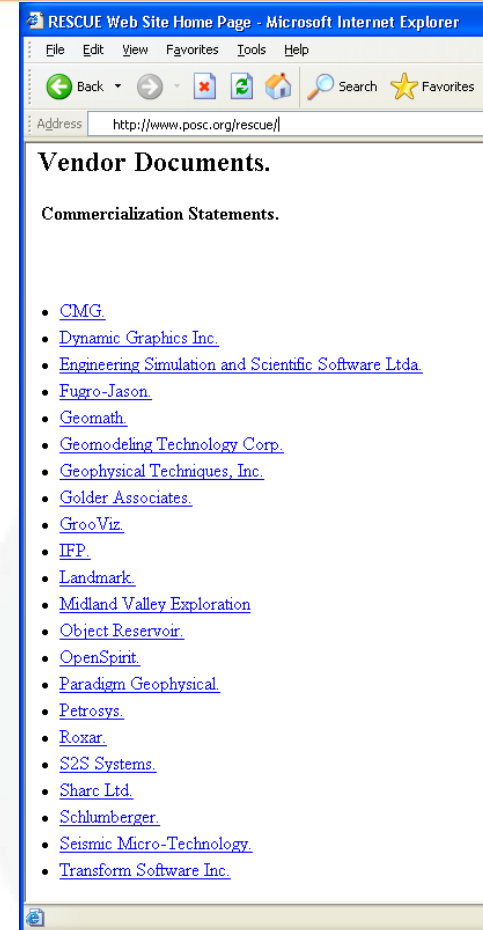 RESCUE Web Site Home Page - Microsoft Internet Explorer
File Edit View Favorites Tools Help
Back Search Favorites
Address http://www.posc.org/rescue/
Vendor Documents.
Commercialization Statements.
CMG.
Dynamic Graphics Inc.
Engineering Simulation and Scientific Software Ltda.
Fugro-Jason.
Geomath.
Geomodeling Technology Corp.
Geophysical Techniques, Inc.
Golder Associates.
GrooViz.
IFP.
Landmark.
Midland Valley Exploration
Object Reservoir.
OpenSpirit.
Paradigm Geophysical.
Petrosys.
Roxar.
S2S Systems.
Sharc Ltd.
Schlumberger.
Seismic Micro-Technology.
Transform Software Inc.